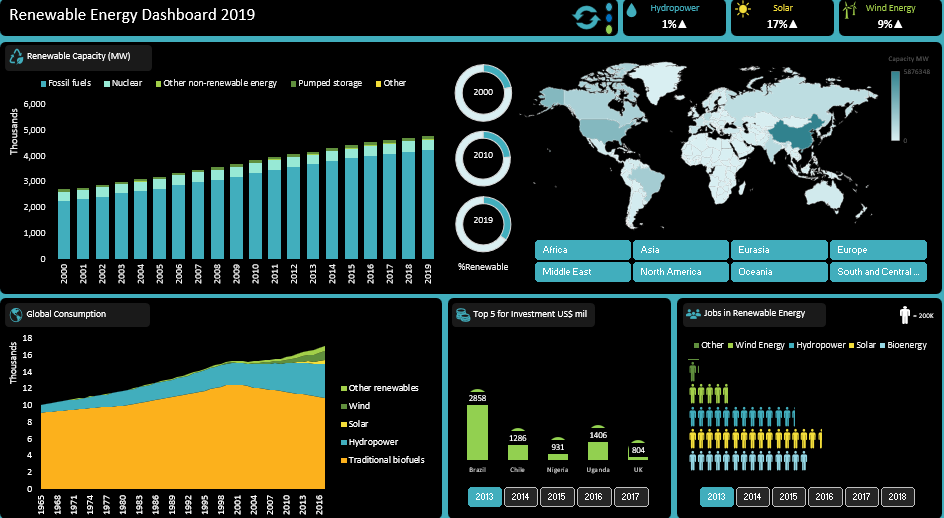 Renewable Energy Dashboard 2019
Hydropower
1%▲
Solar
17%▲
Wind Energy
9%▲
Renewable Capacity (MW)
Fossil fuels Nuclear Other non-renewable energy Pumped storage Other
Thousands
6,000
5,000
4,000
3,000
2,000
1,000
0
2000 2001 2002 2003 2004 2005 2006 2007 2008 2009 2010 2011 2012 2013 2014 2015 2016 2017 2018 2019
2000
2010
2019
%Renewable
Capacity MW
5876348
0
Africa Asia Eurasia Europe
Middle East North America Oceania South and Central ...
Global Consumption
Thousands
18
16
14
12
10
8
6
4
2
0
1965 1968 1971 1974 1977 1980 1983 1986 1989 1992 1995 1998 2001 2004 2007 2010 2013 2016
Other renewables
Wind
Solar
Hydropower
Traditional biofuels
Top 5 for Investment US$ mil
2858
1286
931
1406
804
Brazil Chile Nigeria Uganda UK
2013 2014 2015 2016 2017
Jobs in Renewable Energy
= 200K
Other Wind Energy Hydropower Solar Bioenergy
2013 2014 2015 2016 2017 2018